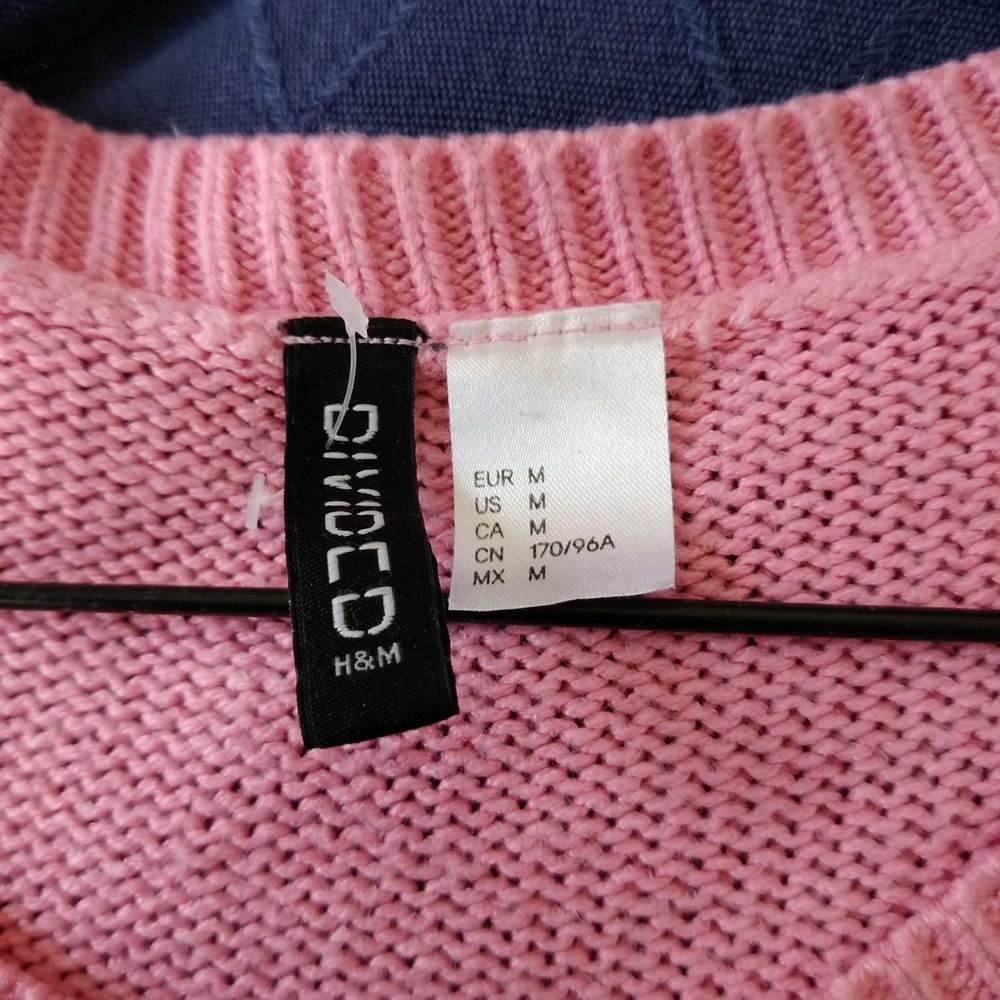 DIVIDED
H&M
EUR M
US M
CA M
CN 170/96A
MX M